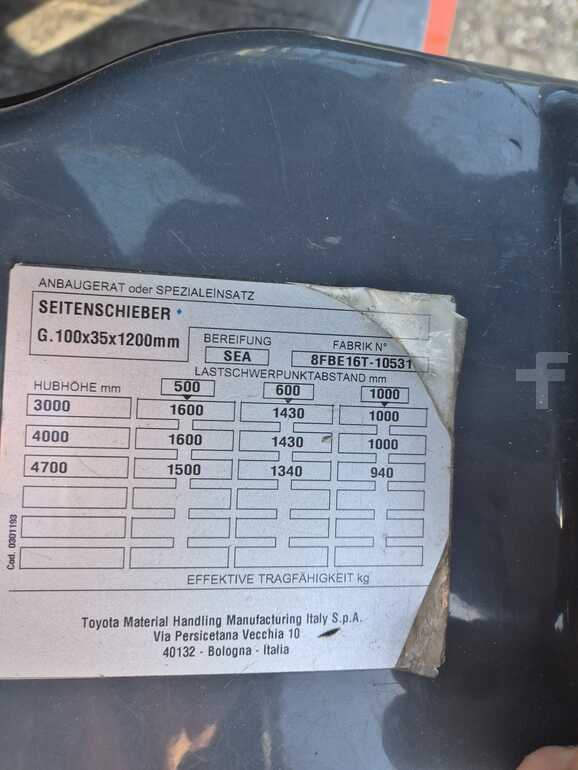 ANBAUGERAT oder SPEZIALEINSATZ
SEITENSCHIEBER
G.100x35x1200mm
BEREIFUNG
SEA
FABRIK N°
8FBE16T-10531
LASTSCHWERPUNKTABSTAND mm
HUBHÖHE mm 500 600 1000
3000 1600 1430 1000
4000 1600 1430 1000
4700 1500 1340 940
EFFEKTIVE TRAGFÄHIGKEIT kg
Cod. 0301193
Toyota Material Handling Manufacturing Italy S.p.A.
Via Persicetana Vecchia 10
40132 - Bologna - Italia